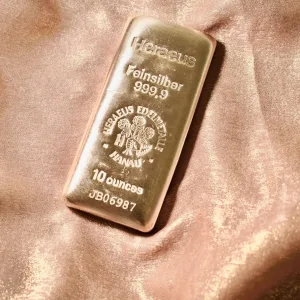 Heraeus
Feinsilber
999,9
HERAEUS EDELMETALLE
HANAU
10 ounces
JB06987